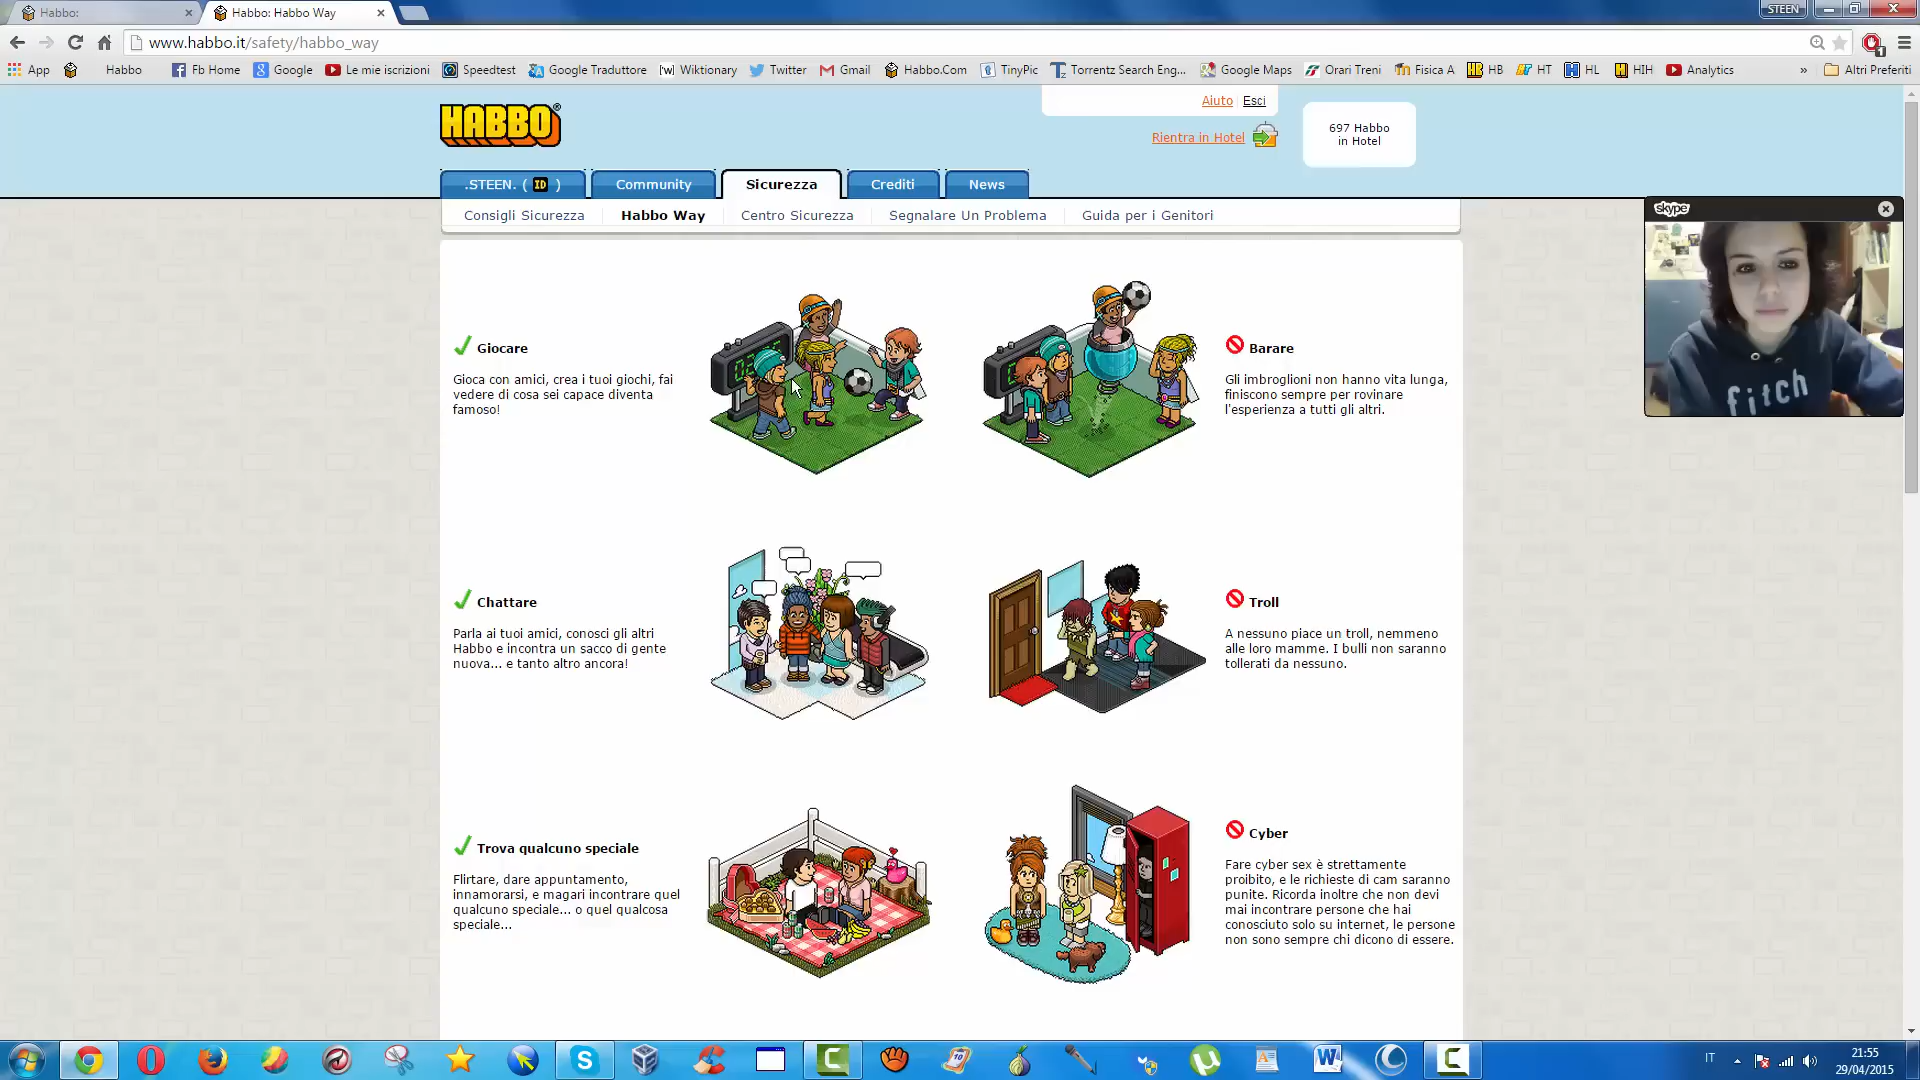 Habbo:
Habbo: Habbo Way
STEEN
www.habbo.it/safety/habbo_way
App
Habbo
Fb Home
Google
Le mie iscrizioni
Speedtest
Google Traduttore
Wiktionary
Twitter
Gmail
Habbo.Com
TinyPic
Torrentz Search Eng...
Google Maps
Orari Treni
Fisica A
HB
HT
HL
HIH
Analytics
»
Altri Preferiti
HABBO
Aiuto
Esci
Rientra in Hotel
697 Habbo
in Hotel
.STEEN. ( ID )
Community
Sicurezza
Crediti
News
Consigli Sicurezza
Habbo Way
Centro Sicurezza
Segnalare Un Problema
Guida per i Genitori
skype
fitch
Giocare
Gioca con amici, crea i tuoi giochi, fai
vedere di cosa sei capace diventa
famoso!
Barare
Gli imbroglioni non hanno vita lunga,
finiscono sempre per rovinare
l'esperienza a tutti gli altri.
Chattare
Parla ai tuoi amici, conosci gli altri
Habbo e incontra un sacco di gente
nuova... e tanto altro ancora!
Troll
A nessuno piace un troll, nemmeno
alle loro mamme. I bulli non saranno
tollerati da nessuno.
Trova qualcuno speciale
Flirtare, dare appuntamento,
innamorarsi, e magari incontrare quel
qualcuno speciale... o quel qualcosa
speciale...
Cyber
Fare cyber sex è strettamente
proibito, e le richieste di cam saranno
punite. Ricorda inoltre che non devi
mai incontrare persone che hai
conosciuto solo su internet, le persone
non sono sempre chi dicono di essere.
IT
21:55
29/04/2015